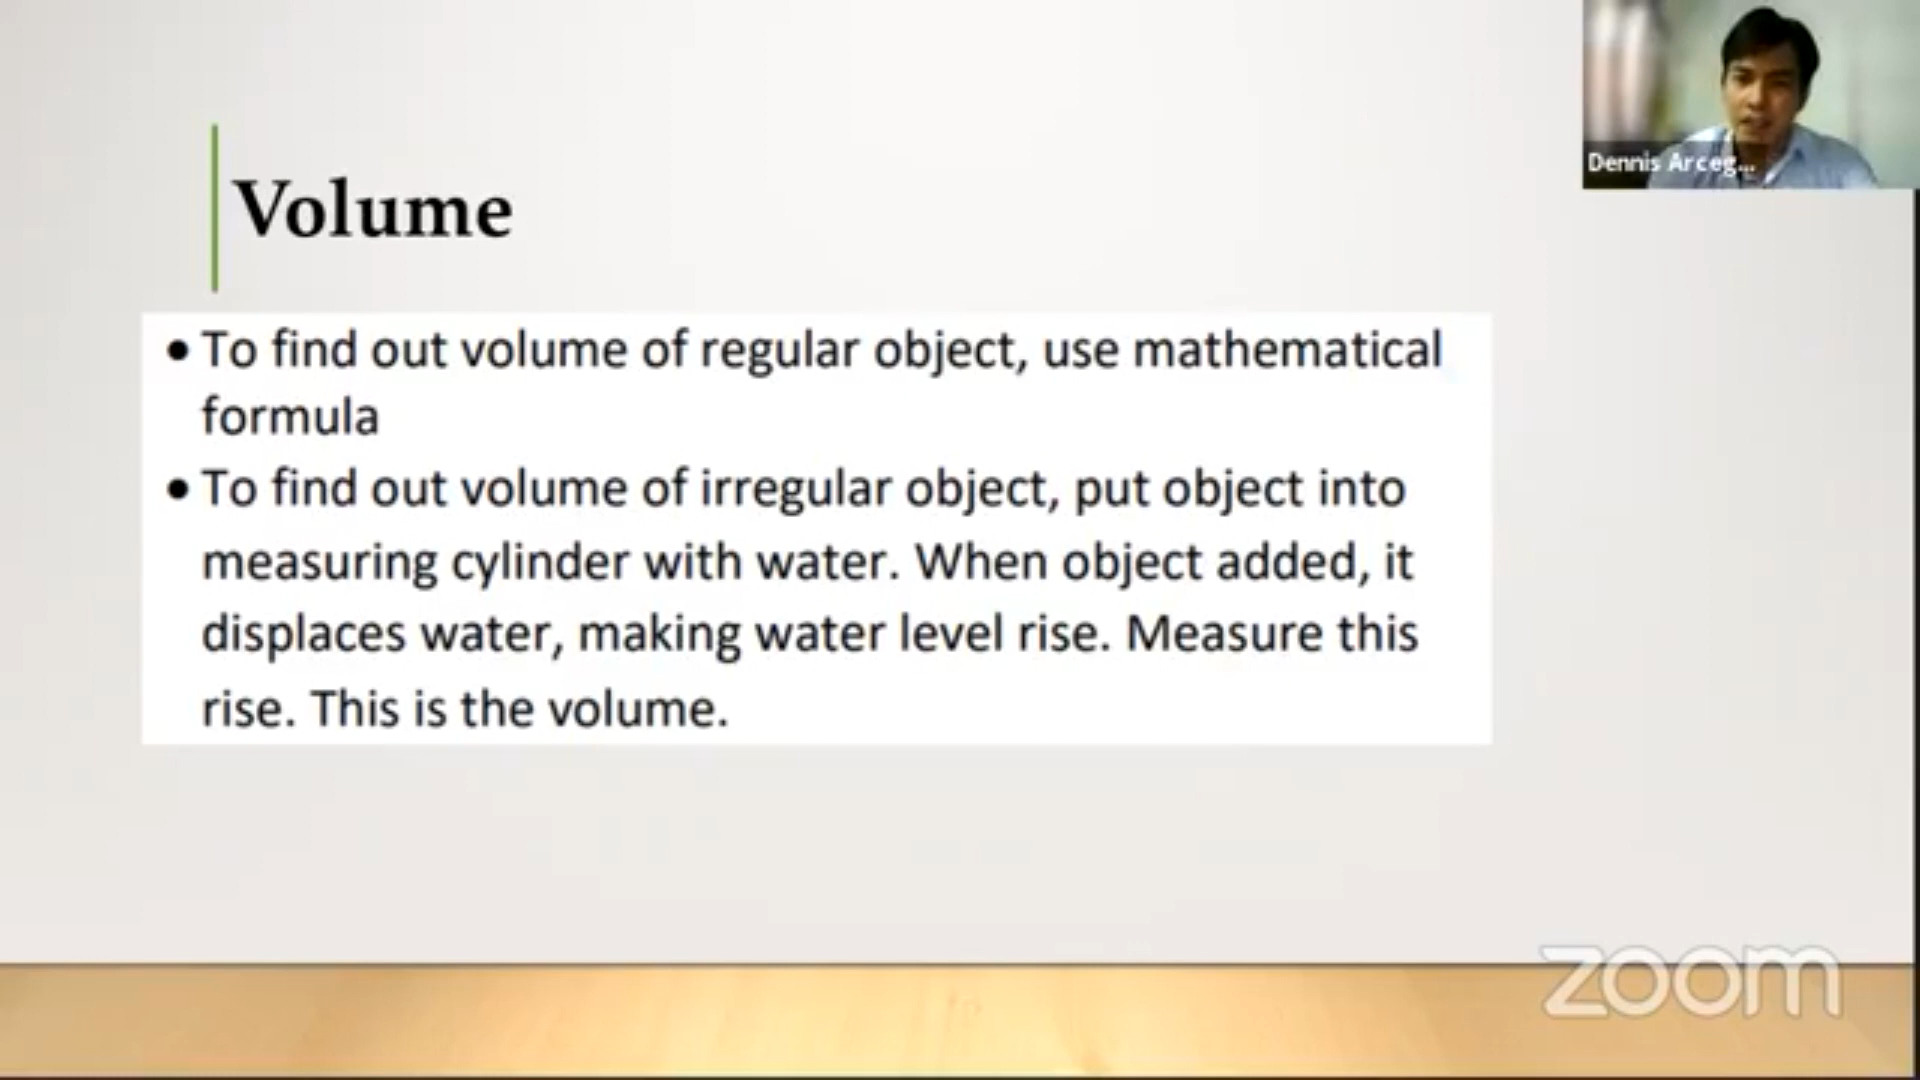 Dennis Arceg...
Volume
• To find out volume of regular object, use mathematical
formula
• To find out volume of irregular object, put object into
measuring cylinder with water. When object added, it
displaces water, making water level rise. Measure this
rise. This is the volume.
zoom